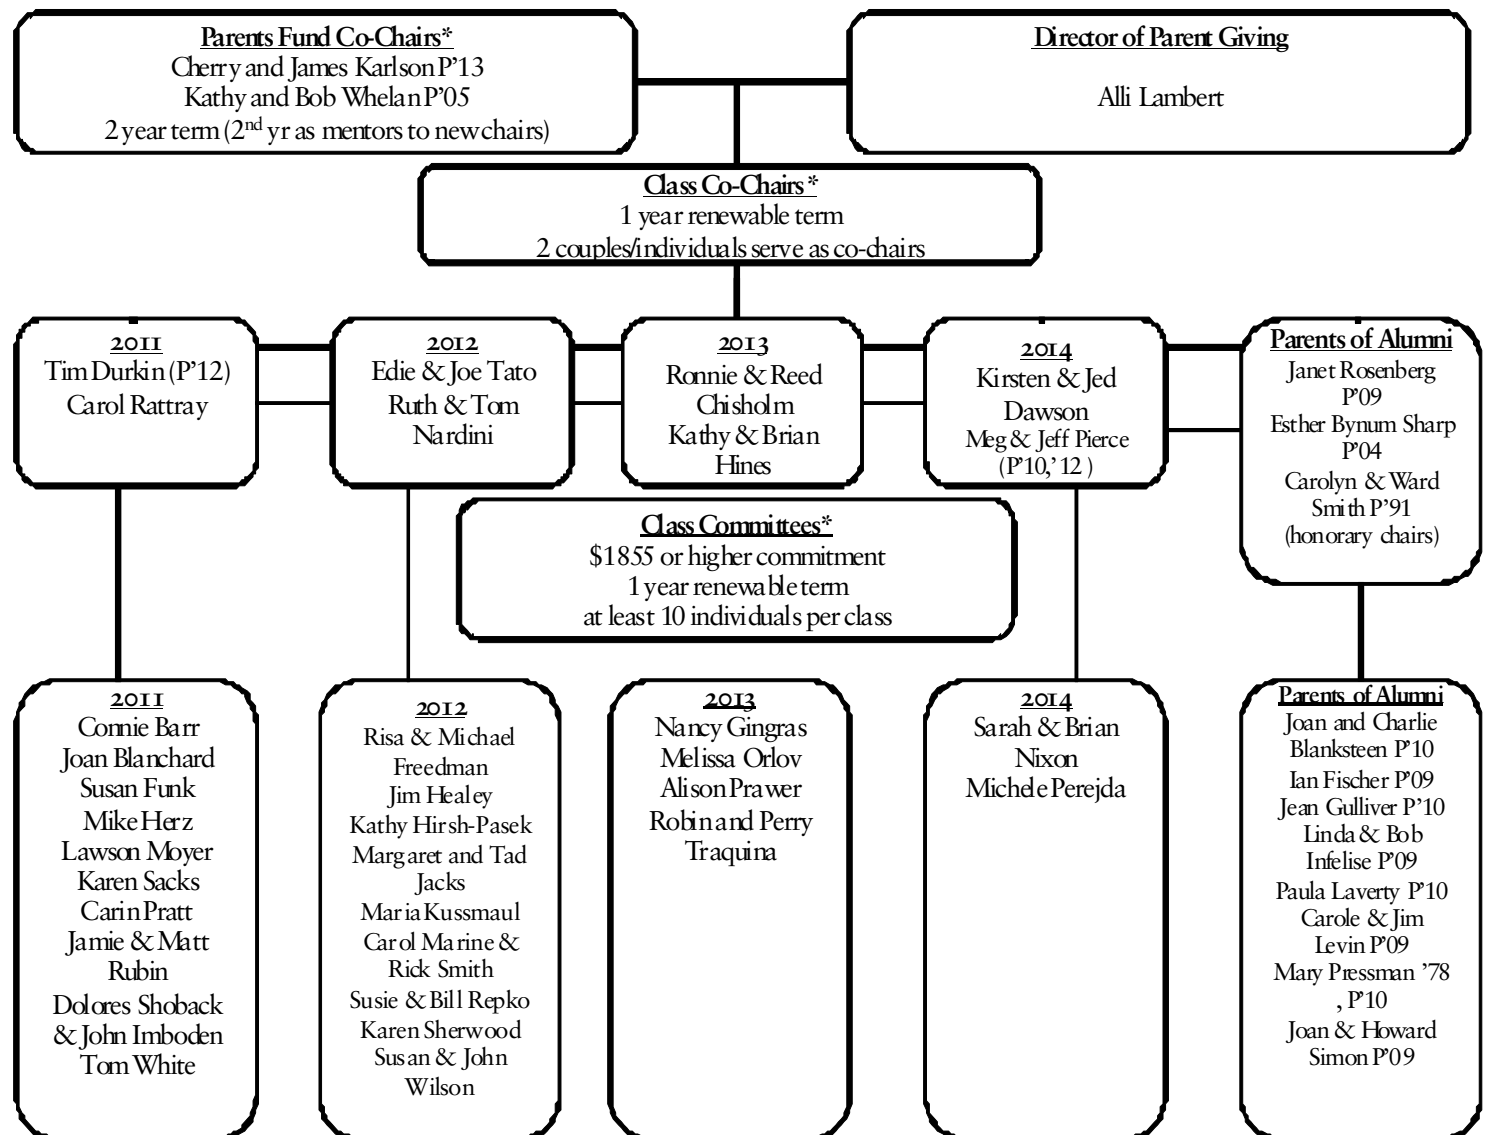 Parents Fund Co-Chairs*
Cherry and James Karlson P’13
Kathy and Bob Whelan P’05
2 year term (2nd yr as mentors to new chairs)
Director of Parent Giving
Alli Lambert
Class Co-Chairs*
1 year renewable term
2 couples/individuals serve as co-chairs
2011
Tim Durkin (P’12)
Carol Rattray
2012
Edie & Joe Tato
Ruth & Tom
Nardini
2013
Ronnie & Reed
Chisholm
Kathy & Brian
Hines
2014
Kirsten & Jed
Dawson
Meg & Jeff Pierce
(P’10,’12 )
Parents of Alumni
Janet Rosenberg
P’09
Esther Bynum Sharp
P’04
Carolyn & Ward
Smith P’91
(honorary chairs)
Class Committees*
$1855 or higher commitment
1 year renewable term
at least 10 individuals per class
2011
Connie Barr
Joan Blanchard
Susan Funk
Mike Herz
Lawson Moyer
Karen Sacks
Carin Pratt
Jamie & Matt
Rubin
Dolores Shoback
& John Imboden
Tom White
2012
Risa & Michael
Freedman
Jim Healey
Kathy Hirsh-Pasek
Margaret and Tad
Jacks
Maria Kussmaul
Carol Marine &
Rick Smith
Susie & Bill Repko
Karen Sherwood
Susan & John
Wilson
2013
Nancy Gingras
Melissa Orlov
Alison Prawer
Robin and Perry
Traquina
2014
Sarah & Brian
Nixon
Michele Perejda
Parents of Alumni
Joan and Charlie
Blanksteen P’10
Ian Fischer P’09
Jean Gulliver P’10
Linda & Bob
Infelise P’09
Paula Laverty P’10
Carole & Jim
Levin P’09
Mary Pressman ’78
, P’10
Joan & Howard
Simon P’09